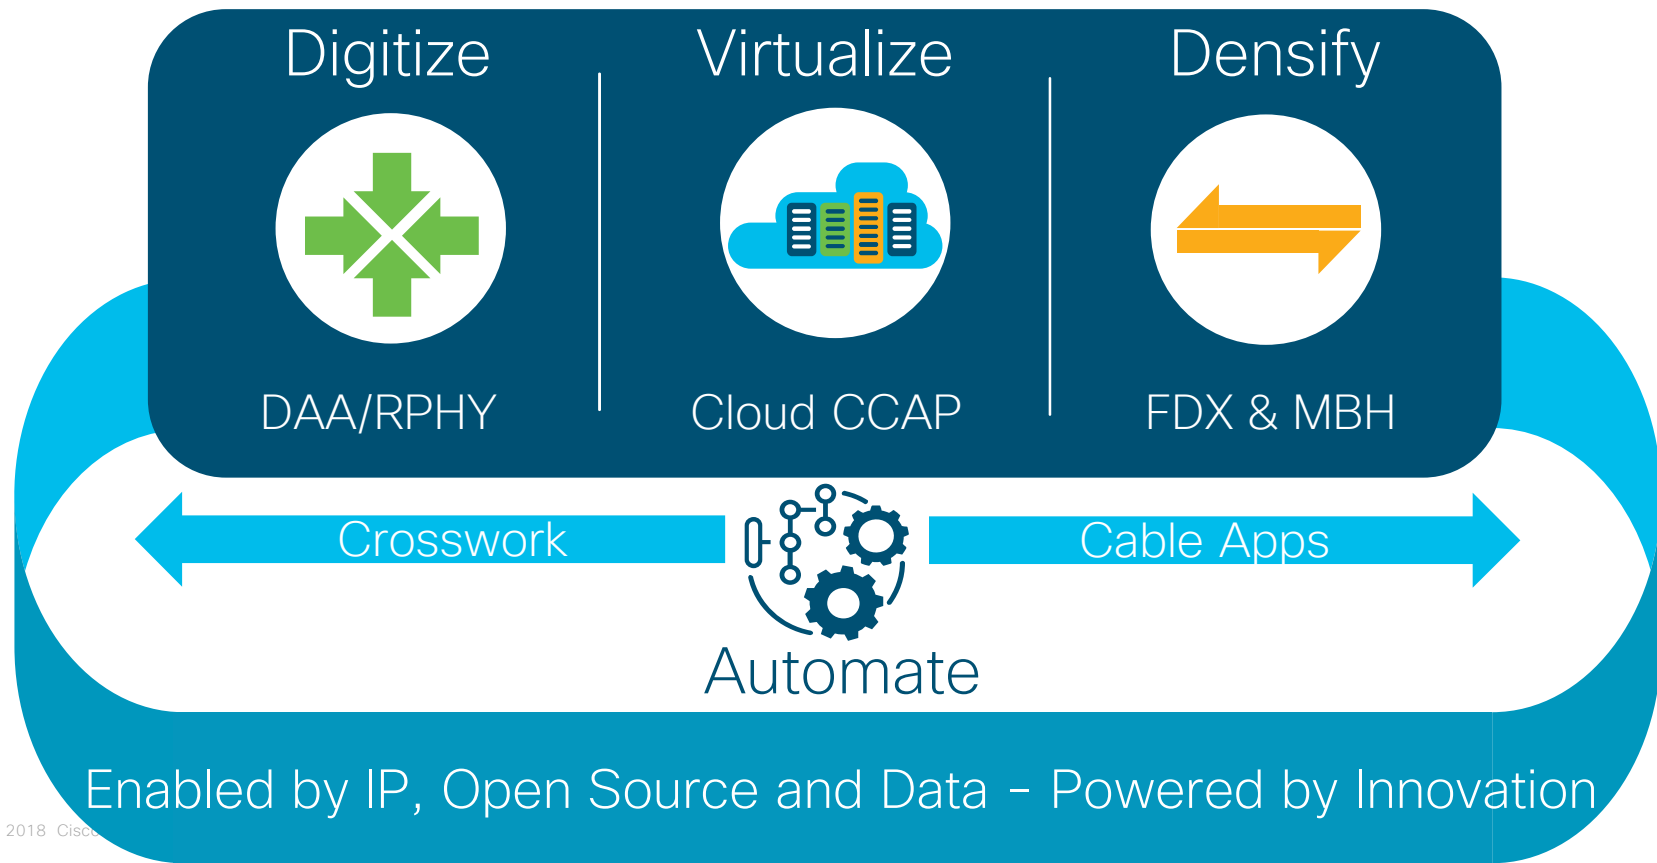 Digitize Virtualize Densify
DAA/RPHY Cloud CCAP FDX & MBH
Crosswork Cable Apps
Automate
Enabled by IP, Open Source and Data - Powered by Innovation
2018 Cisco